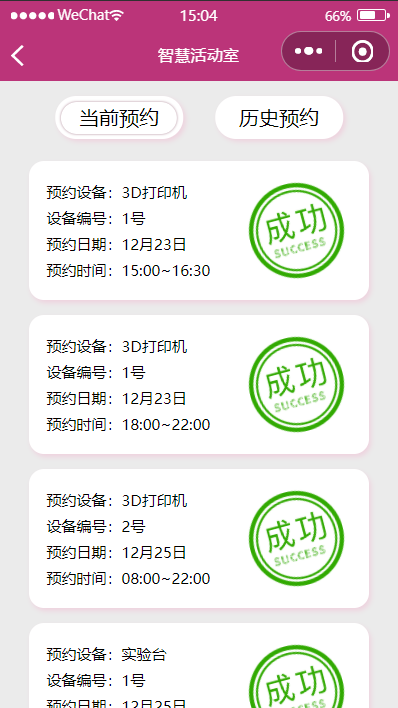 WeChat 15:04 66%
智慧活动室
当前预约 历史预约
预约设备：3D打印机
设备编号：1号
预约日期：12月23日
预约时间：15:00~16:30
成功
SUCCESS
预约设备：3D打印机
设备编号：1号
预约日期：12月23日
预约时间：18:00~22:00
成功
SUCCESS
预约设备：3D打印机
设备编号：2号
预约日期：12月25日
预约时间：08:00~22:00
成功
SUCCESS
预约设备：实验台
设备编号：1号
预约日期：12月25日
成功